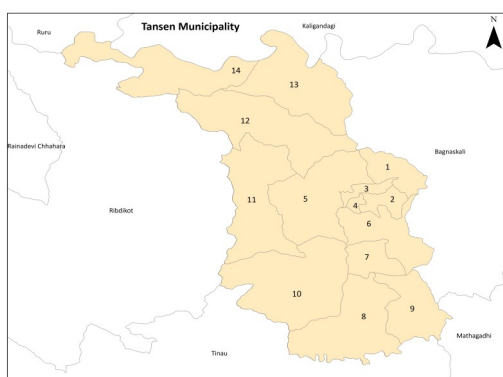 Tansen Municipality
Kaligandagi
N
Ruru
14
13
12
Rainadevi Chhahara
Bagnaskali
1
3
2
4
5
11
6
Ribdikot
7
10
8
9
Mathagadhi
Tinau